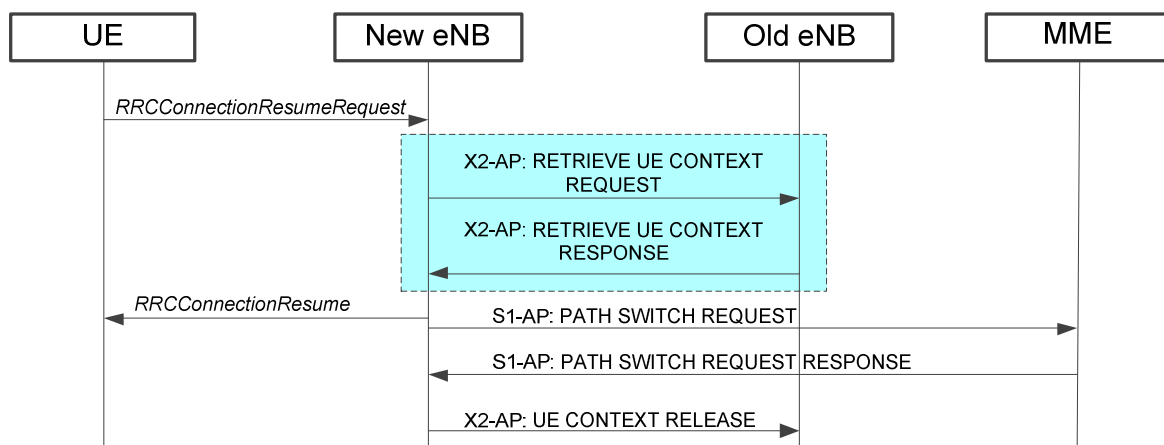 UE
New eNB
Old eNB
MME
RRCConnectionResumeRequest
X2-AP: RETRIEVE UE CONTEXT
REQUEST
X2-AP: RETRIEVE UE CONTEXT
RESPONSE
RRCConnectionResume
S1-AP: PATH SWITCH REQUEST
S1-AP: PATH SWITCH REQUEST RESPONSE
X2-AP: UE CONTEXT RELEASE